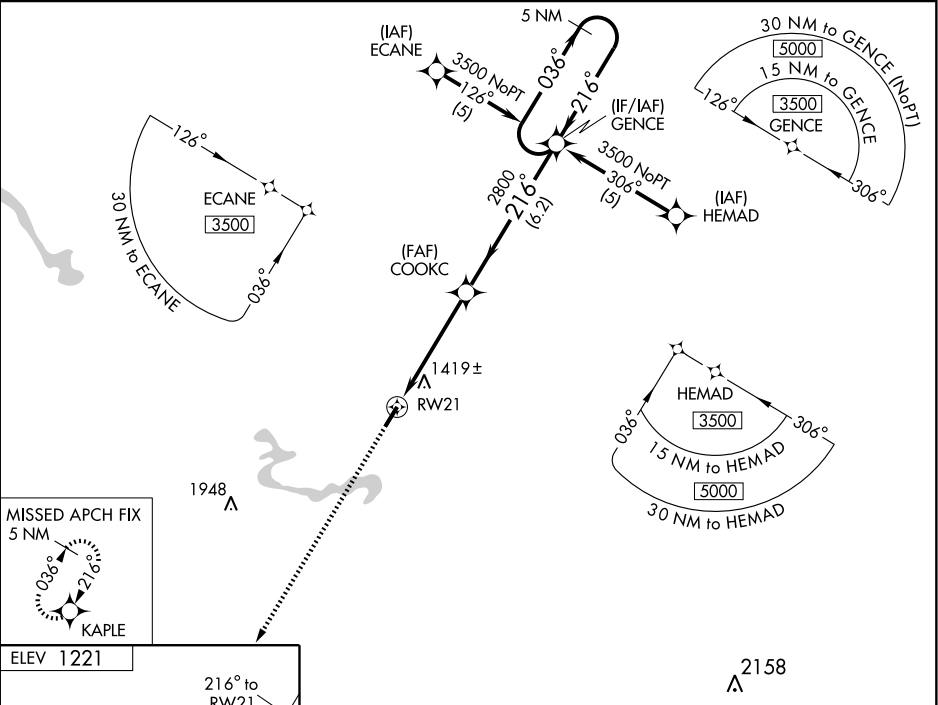 (IAF)
ECANE
3500 NoPT
126°
(5)
5 NM
036°
216°
(IF/IAF)
GENCE
3500 NoPT
306°
(5)
(IAF)
HEMAD
30 NM to GENCE (NoPT)
5000
15 NM to GENCE
3500
GENCE
126°
306°
126°
ECANE
3500
30 NM to ECANE
036°
2800
216°
(6.2)
(FAF)
COOKC
1419±
RW21
HEMAD
3500
036°
306°
15 NM to HEMAD
5000
30 NM to HEMAD
1948
MISSED APCH FIX
5 NM
036°
216°
KAPLE
ELEV 1221
216° to
RW21
2158